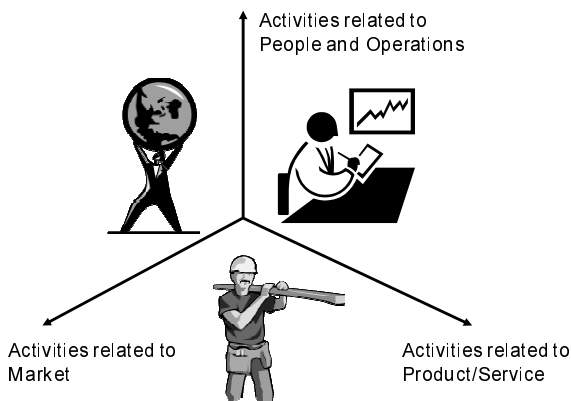 Activities related to
People and Operations
Activities related to
Market
Activities related to
Product/Service